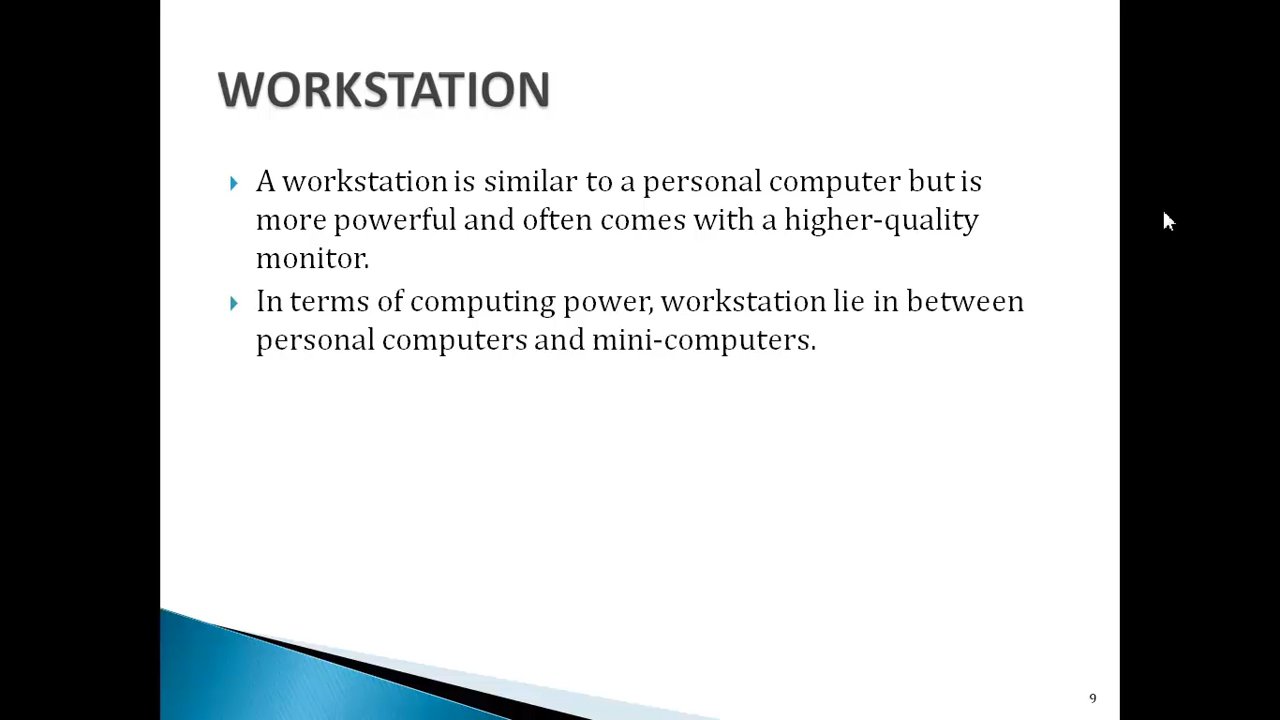 WORKSTATION
A workstation is similar to a personal computer but is
more powerful and often comes with a higher-quality
monitor.
In terms of computing power, workstation lie in between
personal computers and mini-computers.
9